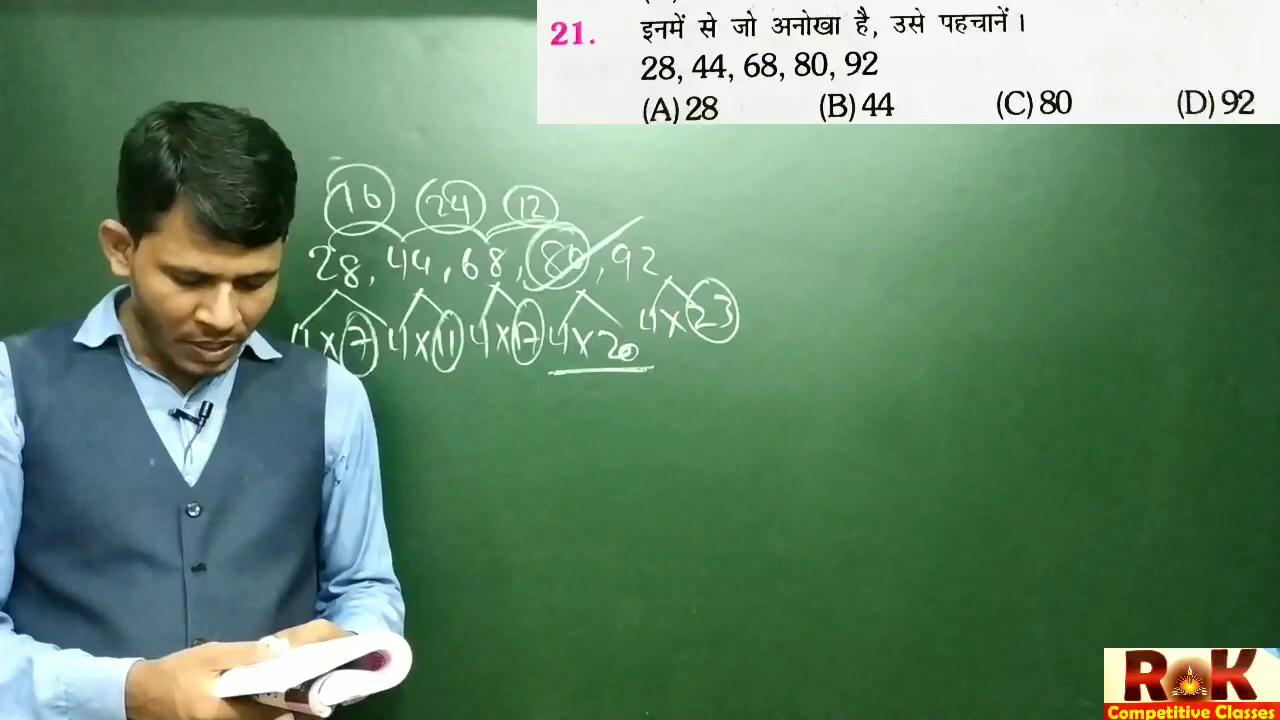 21. इनमें से जो अनोखा है, उसे पहचानें।
28, 44, 68, 80, 92
(A) 28 (B) 44 (C) 80 (D) 92
16 24 12
28, 44, 68, 80, 92
4×7 4×11 4×17 4×20 4×23
ROK
Competitive Classes